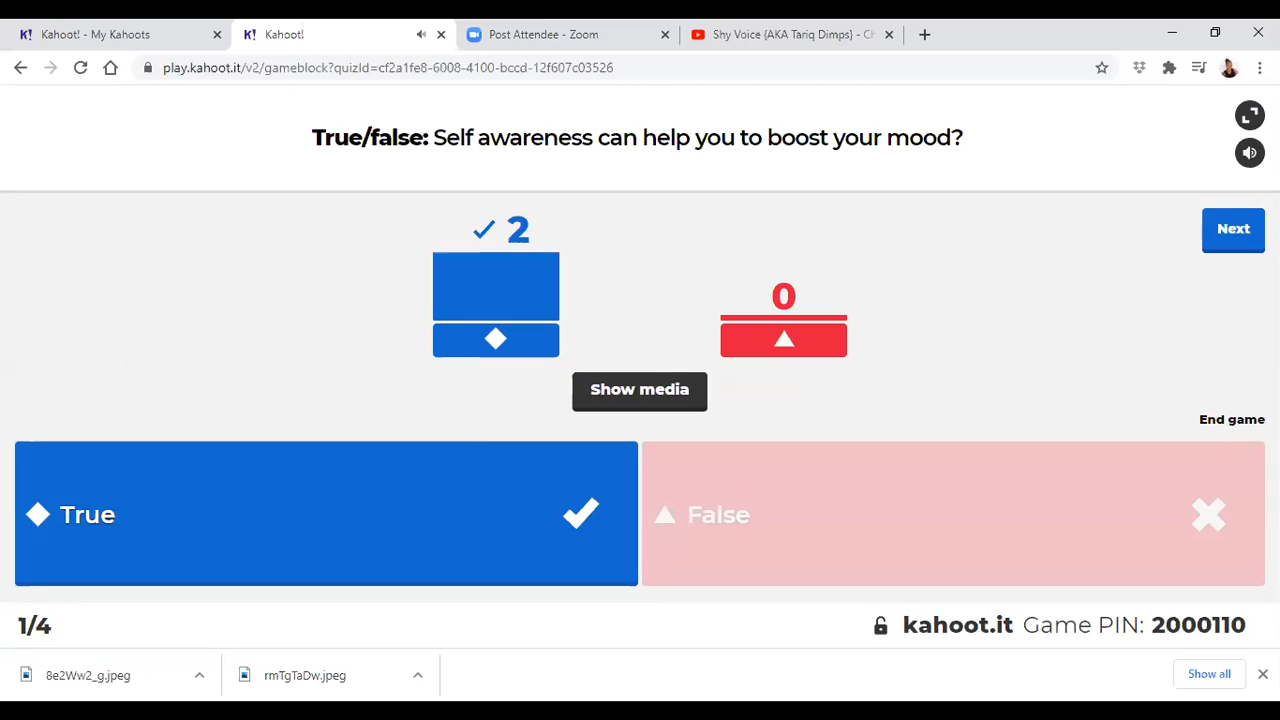 K! Kahoot! - My Kahoots
K! Kahoot!
Post Attendee - Zoom
Shy Voice (AKA Tariq Dimps} - Ch
play.kahoot.it/v2/gameblock?quizId=cf2a1fe8-6008-4100-bccd-12f607c03526
True/false: Self awareness can help you to boost your mood?
2
0
Next
Show media
End game
True
False
1/4
kahoot.it Game PIN: 2000110
8e2Ww2_g.jpeg
rmTgTaDw.jpeg
Show all